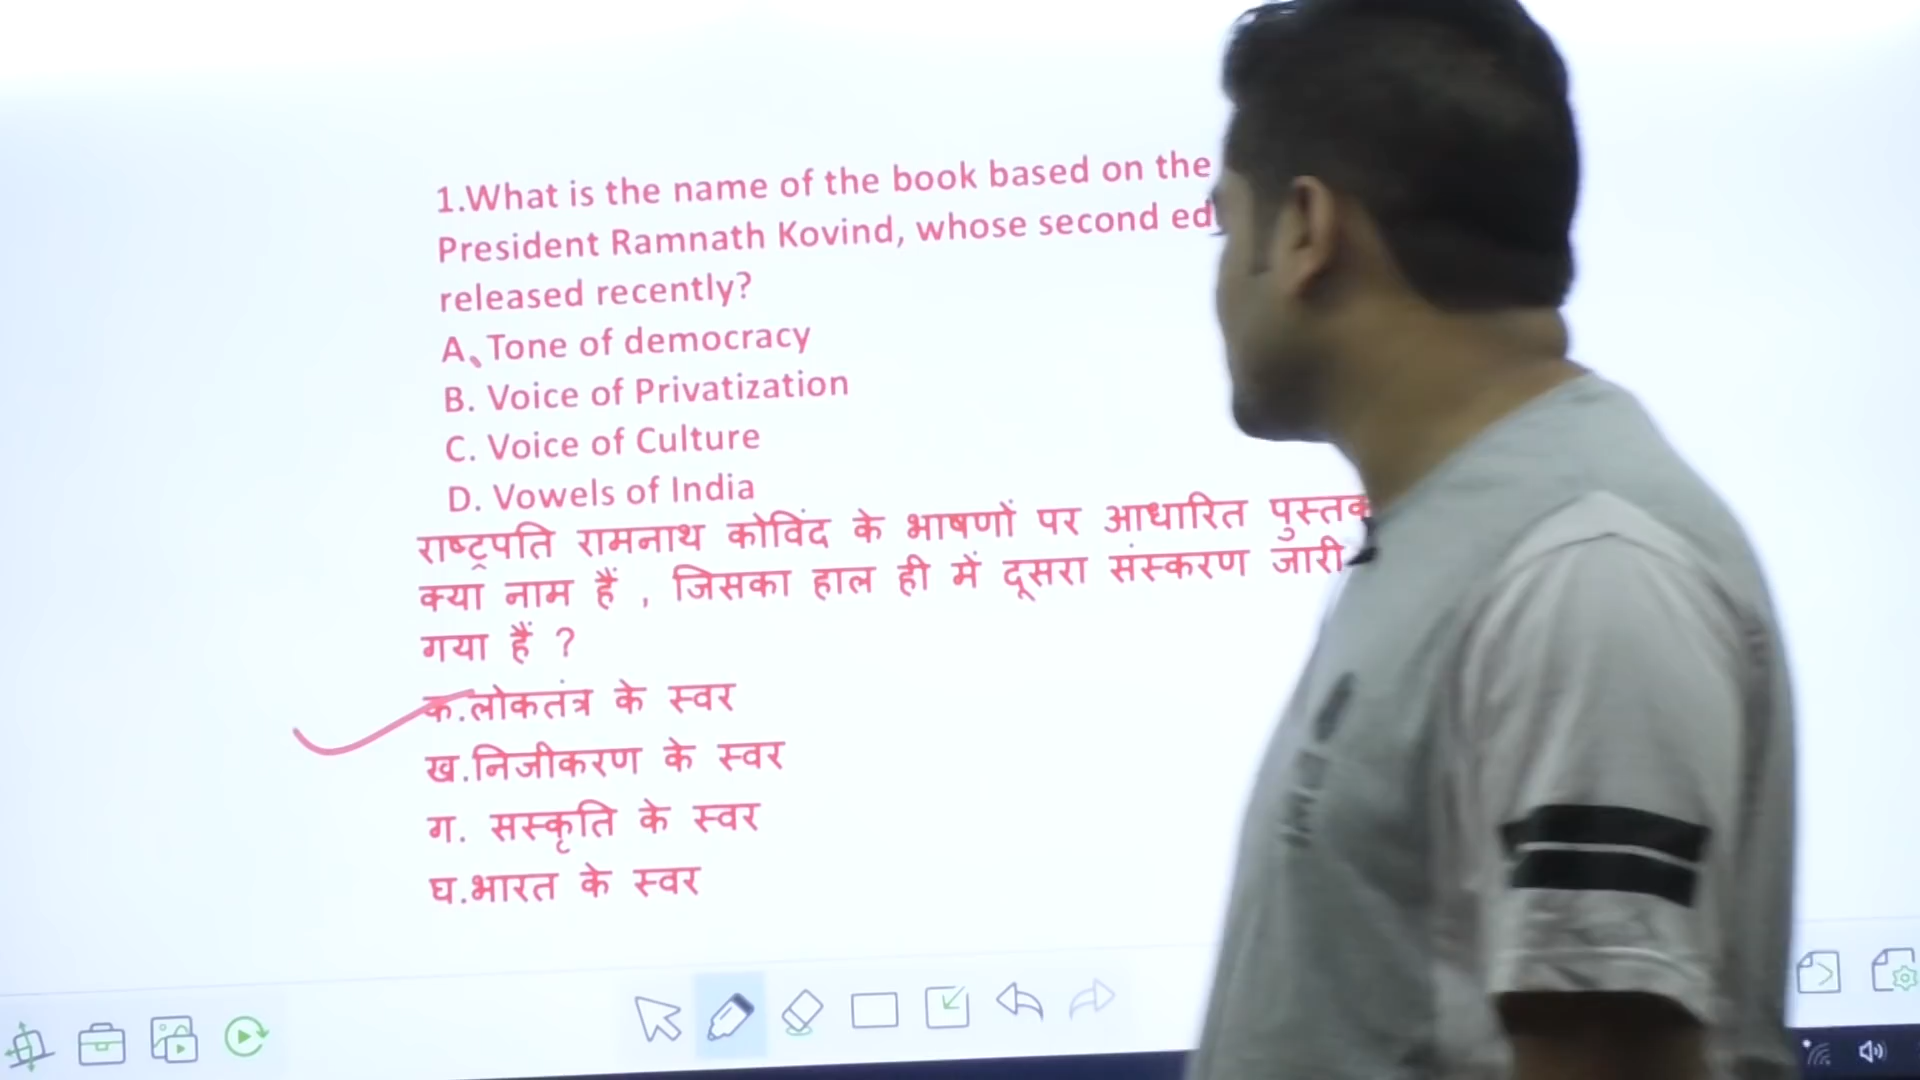 1.What is the name of the book based on the
President Ramnath Kovind, whose second ed
released recently?
A. Tone of democracy
B. Voice of Privatization
C. Voice of Culture
D. Vowels of India
राष्ट्रपति रामनाथ कोविंद के भाषणों पर आधारित पुस्तक
क्या नाम हैं , जिसका हाल ही में दूसरा संस्करण जारी
गया हैं ?
क.लोकतंत्र के स्वर
ख.निजीकरण के स्वर
ग. सस्कृति के स्वर
घ.भारत के स्वर